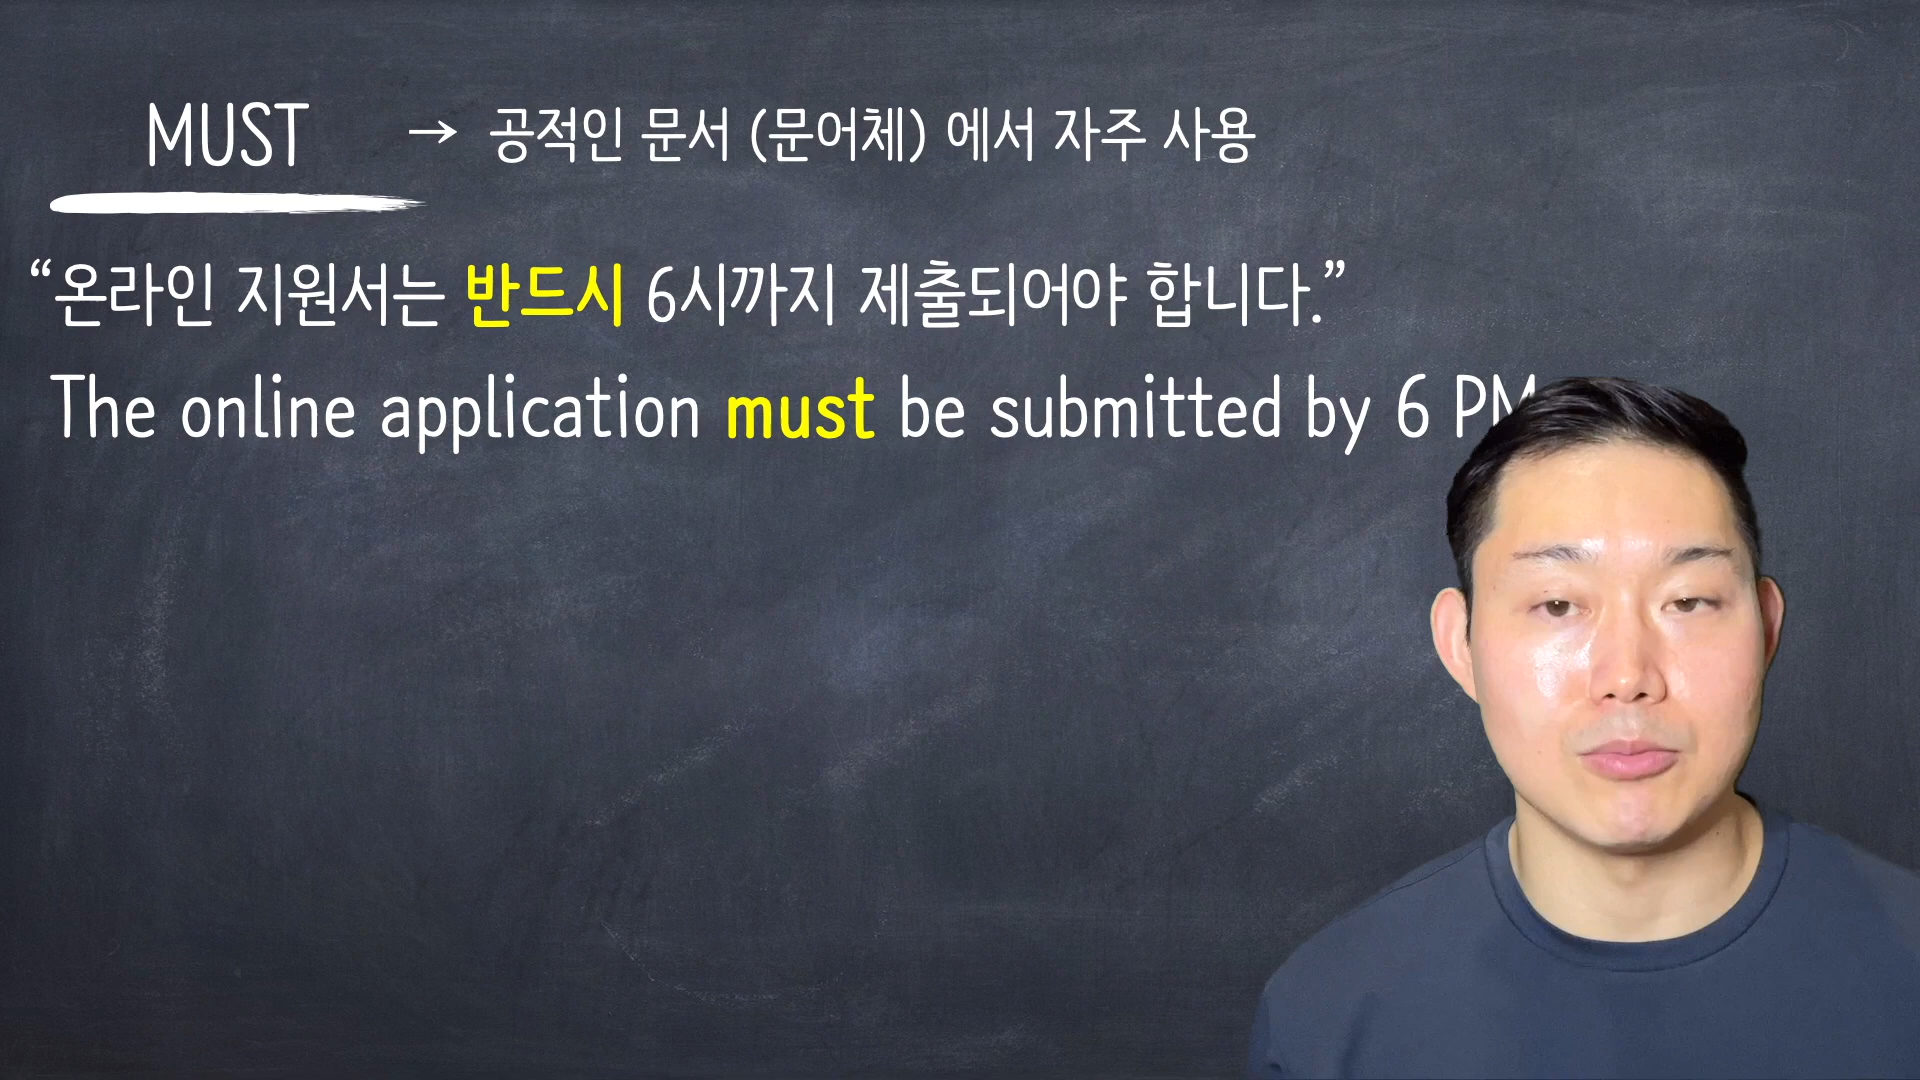 MUST → 공적인 문서 (문어체) 에서 자주 사용
“온라인 지원서는 반드시 6시까지 제출되어야 합니다.”
The online application must be submitted by 6 PM